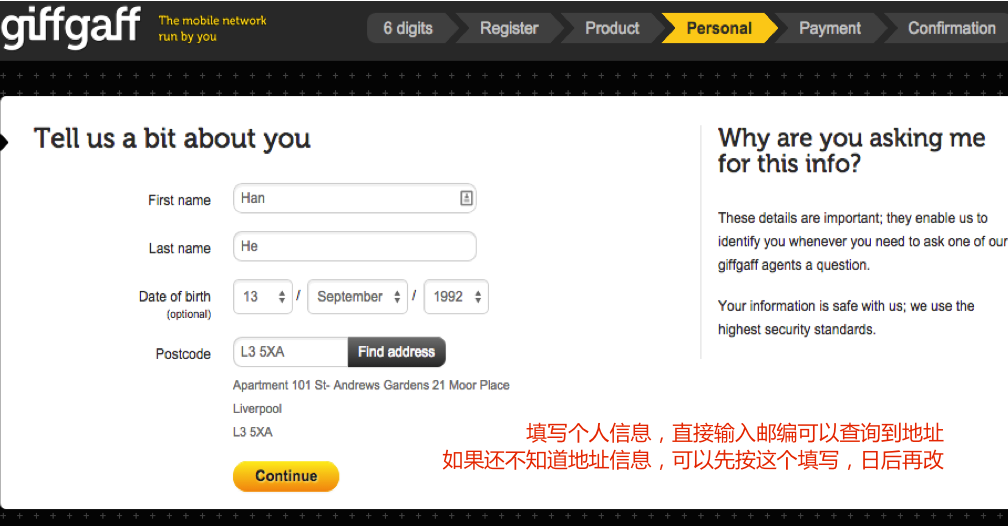 giffgaff
The mobile network
run by you
6 digits
Register
Product
Personal
Payment
Confirmation
Tell us a bit about you
First name
Han
Last name
He
Date of birth
(optional)
13 / September / 1992
Postcode
L3 5XA
Find address
Apartment 101 St- Andrews Gardens 21 Moor Place
Liverpool
L3 5XA
Continue
Why are you asking me
for this info?
These details are important; they enable us to
identify you whenever you need to ask one of our
giffgaff agents a question.
Your information is safe with us; we use the
highest security standards.
填写个人信息，直接输入邮编可以查询到地址
如果还不知道地址信息，可以先按这个填写，日后再改